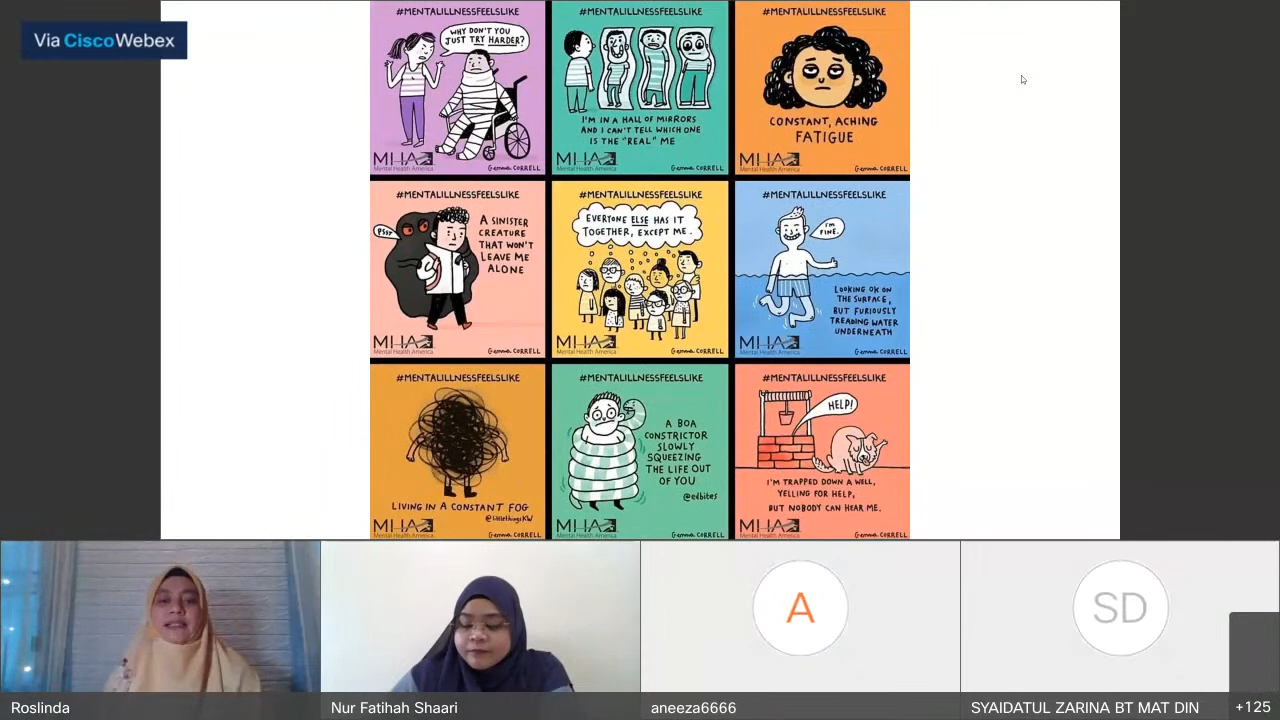 Via Cisco Webex
#MENTALILLNESSFEELSLIKE
WHY DON'T YOU
JUST TRY HARDER?
MHA
Mental Health America
Gemma CORRELL
#MENTALILLNESSFEELSLIKE
I'M IN A HALL OF MIRRORS
AND I CAN'T TELL WHICH ONE
IS THE "REAL" ME
MHA
Mental Health America
Gemma CORRELL
#MENTALILLNESSFEELSLIKE
CONSTANT, ACHING
FATIGUE
MHA
Mental Health America
Gemma CORRELL
#MENTALILLNESSFEELSLIKE
PSST
A SINISTER
CREATURE
THAT WON'T
LEAVE ME
ALONE
MHA
Mental Health America
Gemma CORRELL
#MENTALILLNESSFEELSLIKE
EVERYONE ELSE HAS IT
TOGETHER, EXCEPT ME.
MHA
Mental Health America
Gemma CORRELL
#MENTALILLNESSFEELSLIKE
I'M
FINE.
LOOKING OK ON
THE SURFACE,
BUT FURIOUSLY
TREADING WATER
UNDERNEATH
MHA
Mental Health America
Gemma CORRELL
#MENTALILLNESSFEELSLIKE
LIVING IN A CONSTANT FOG
@littlethingsKW
MHA
Mental Health America
Gemma CORRELL
#MENTALILLNESSFEELSLIKE
A BOA
CONSTRICTOR
SLOWLY
SQUEEZING
THE LIFE OUT
OF YOU
@edbites
MHA
Mental Health America
Gemma CORRELL
#MENTALILLNESSFEELSLIKE
HELP!
I'M TRAPPED DOWN A WELL,
YELLING FOR HELP,
BUT NOBODY CAN HEAR ME.
MHA
Mental Health America
Gemma CORRELL
A
SD
Roslinda
Nur Fatihah Shaari
aneeza6666
SYAIDATUL ZARINA BT MAT DIN
+125